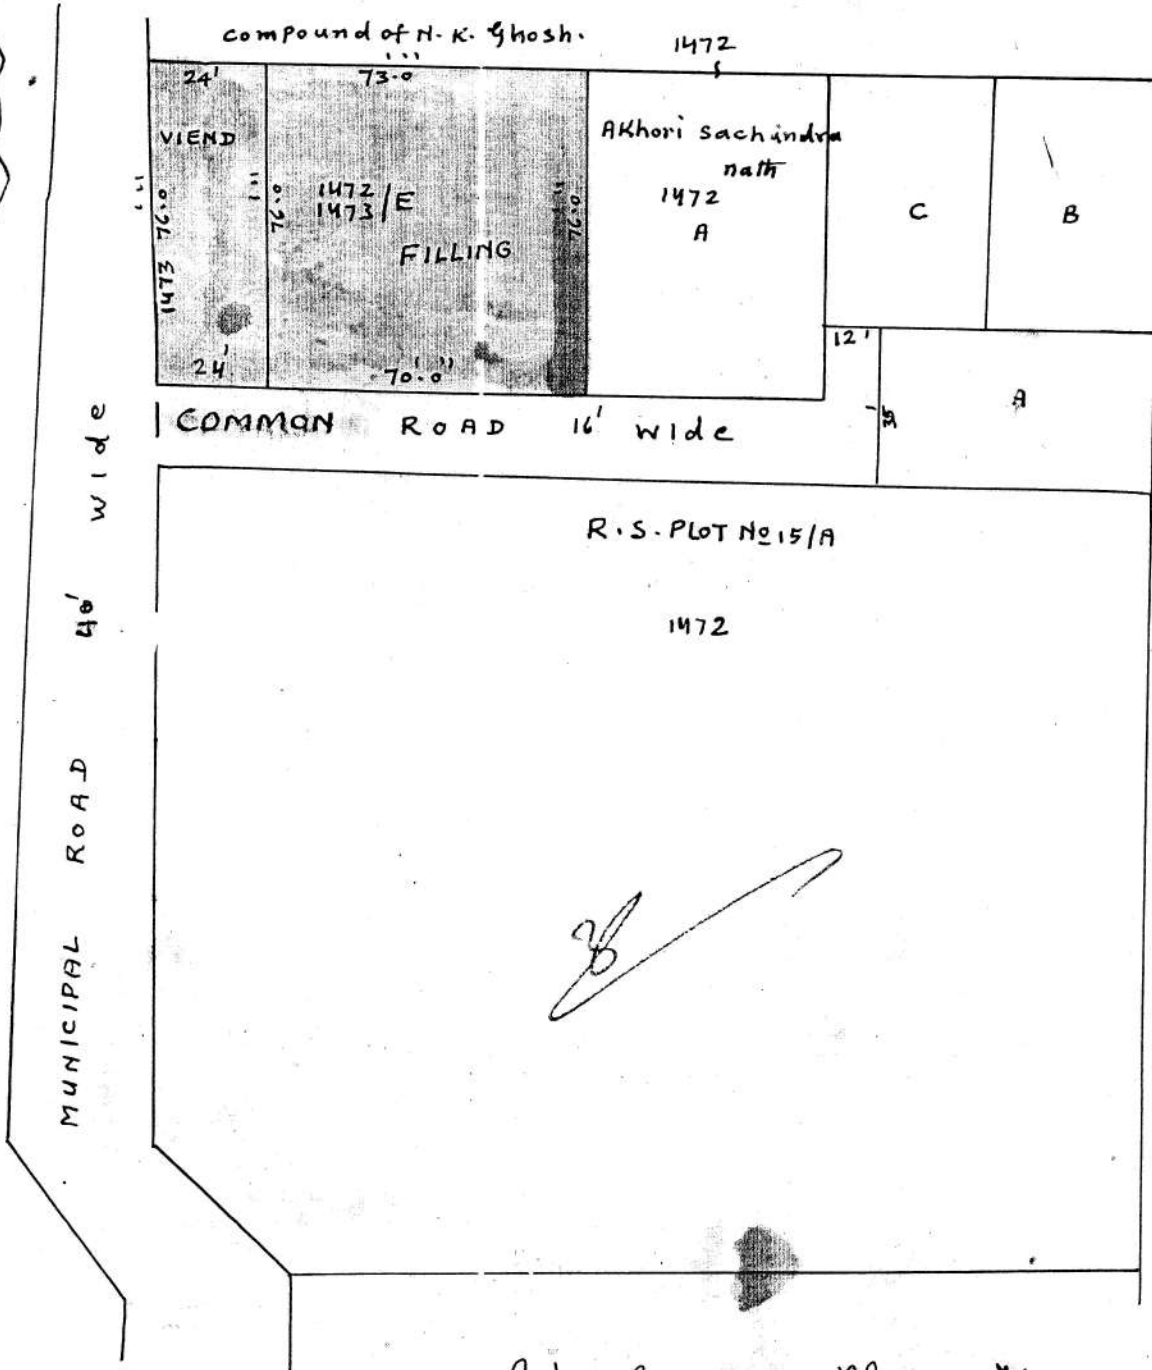 compound of N. K. Ghosh.
1472
24'
73.0
VIEND
1473 76.0
76.0
1472
1473 /E
FILLING
76.0
24'
70'.0"
Akhori Sachindra
nath
1472
A
C
B
12'
35'
A
COMMON ROAD 16' wide
R.S. PLOT No 15/A
1472
MUNICIPAL ROAD 40' wide